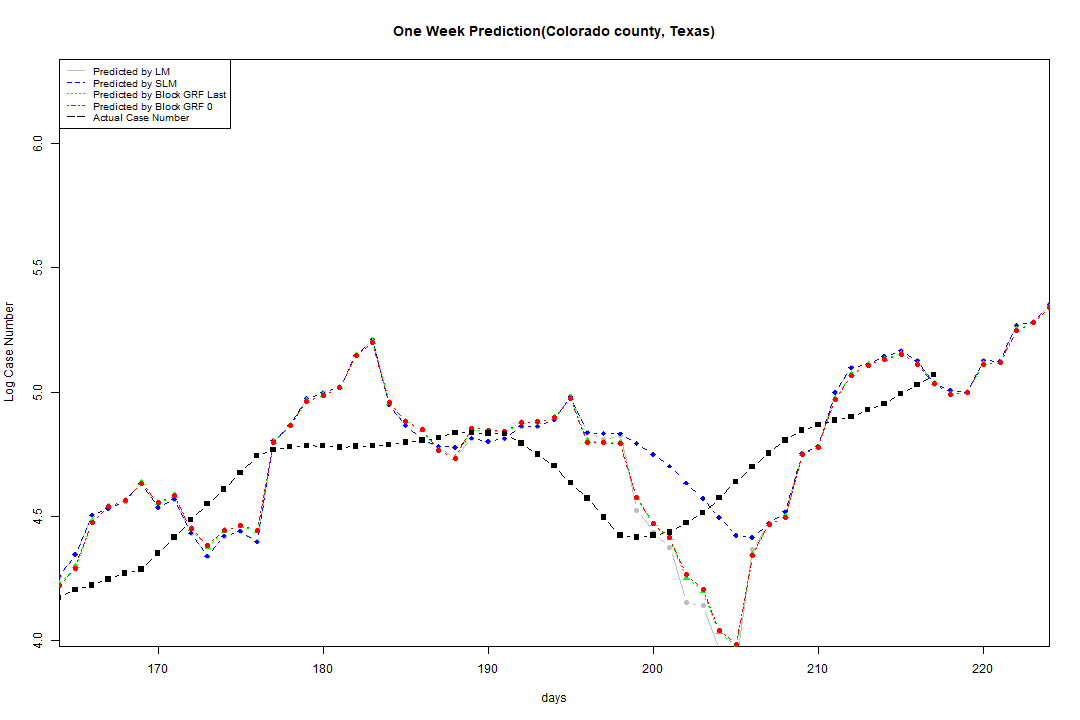 One Week Prediction(Colorado county, Texas)
Predicted by LM
Predicted by SLM
Predicted by Block GRF Last
Predicted by Block GRF 0
Actual Case Number
6.0
5.5
5.0
4.5
4.0
Log Case Number
170 180 190 200 210 220
days